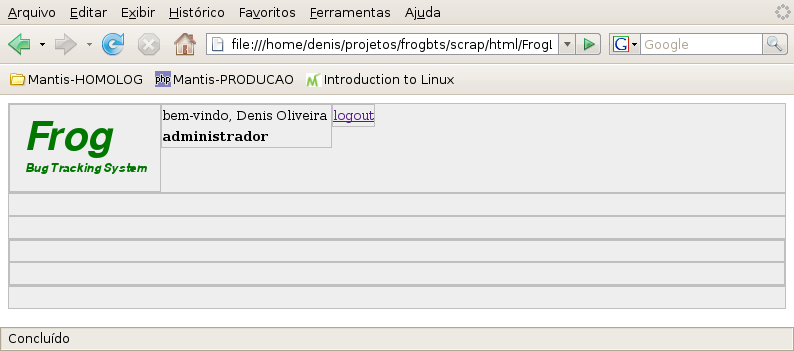 Arquivo Editar Exibir Histórico Favoritos Ferramentas Ajuda
file:///home/denis/projetos/frogbts/scrap/html/FrogL
G Google
Mantis-HOMOLOG php Mantis-PRODUCAO Introduction to Linux
Frog
Bug Tracking System
bem-vindo, Denis Oliveira logout
administrador
Concluído